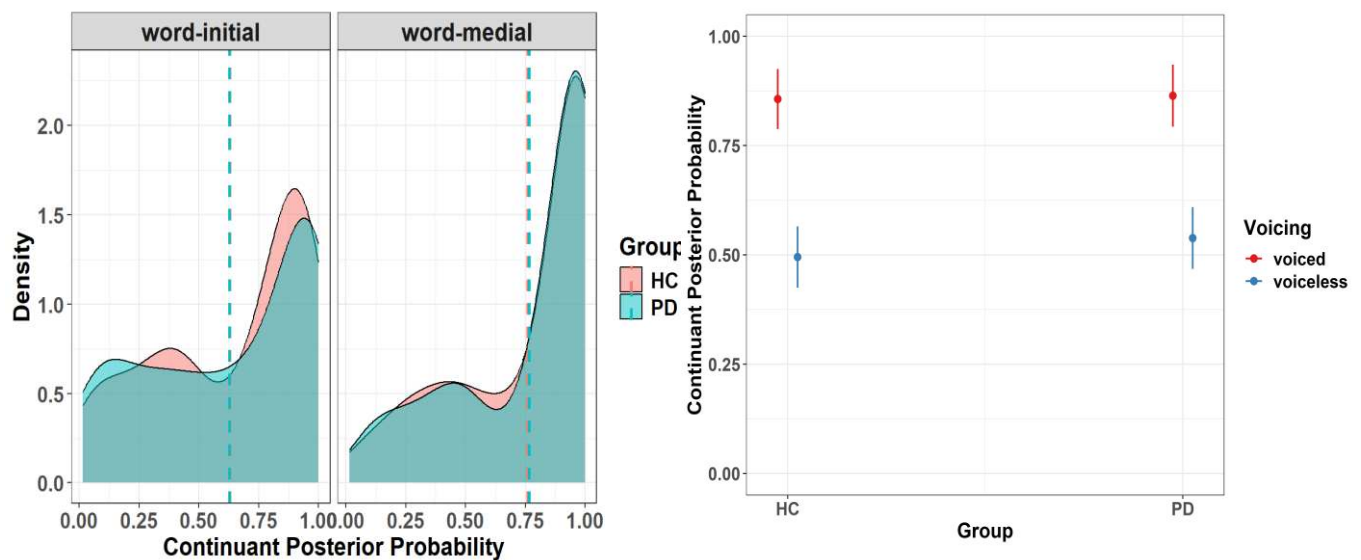 word-initial word-medial
2.0
1.5
1.0
0.5
0.0
Density
0.00 0.25 0.50 0.75 1.00 0.00 0.25 0.50 0.75 1.00
Continuant Posterior Probability
Group
HC
PD
1.00
0.75
0.50
0.25
0.00
Continuant Posterior Probability
HC PD
Group
Voicing
voiced
voiceless